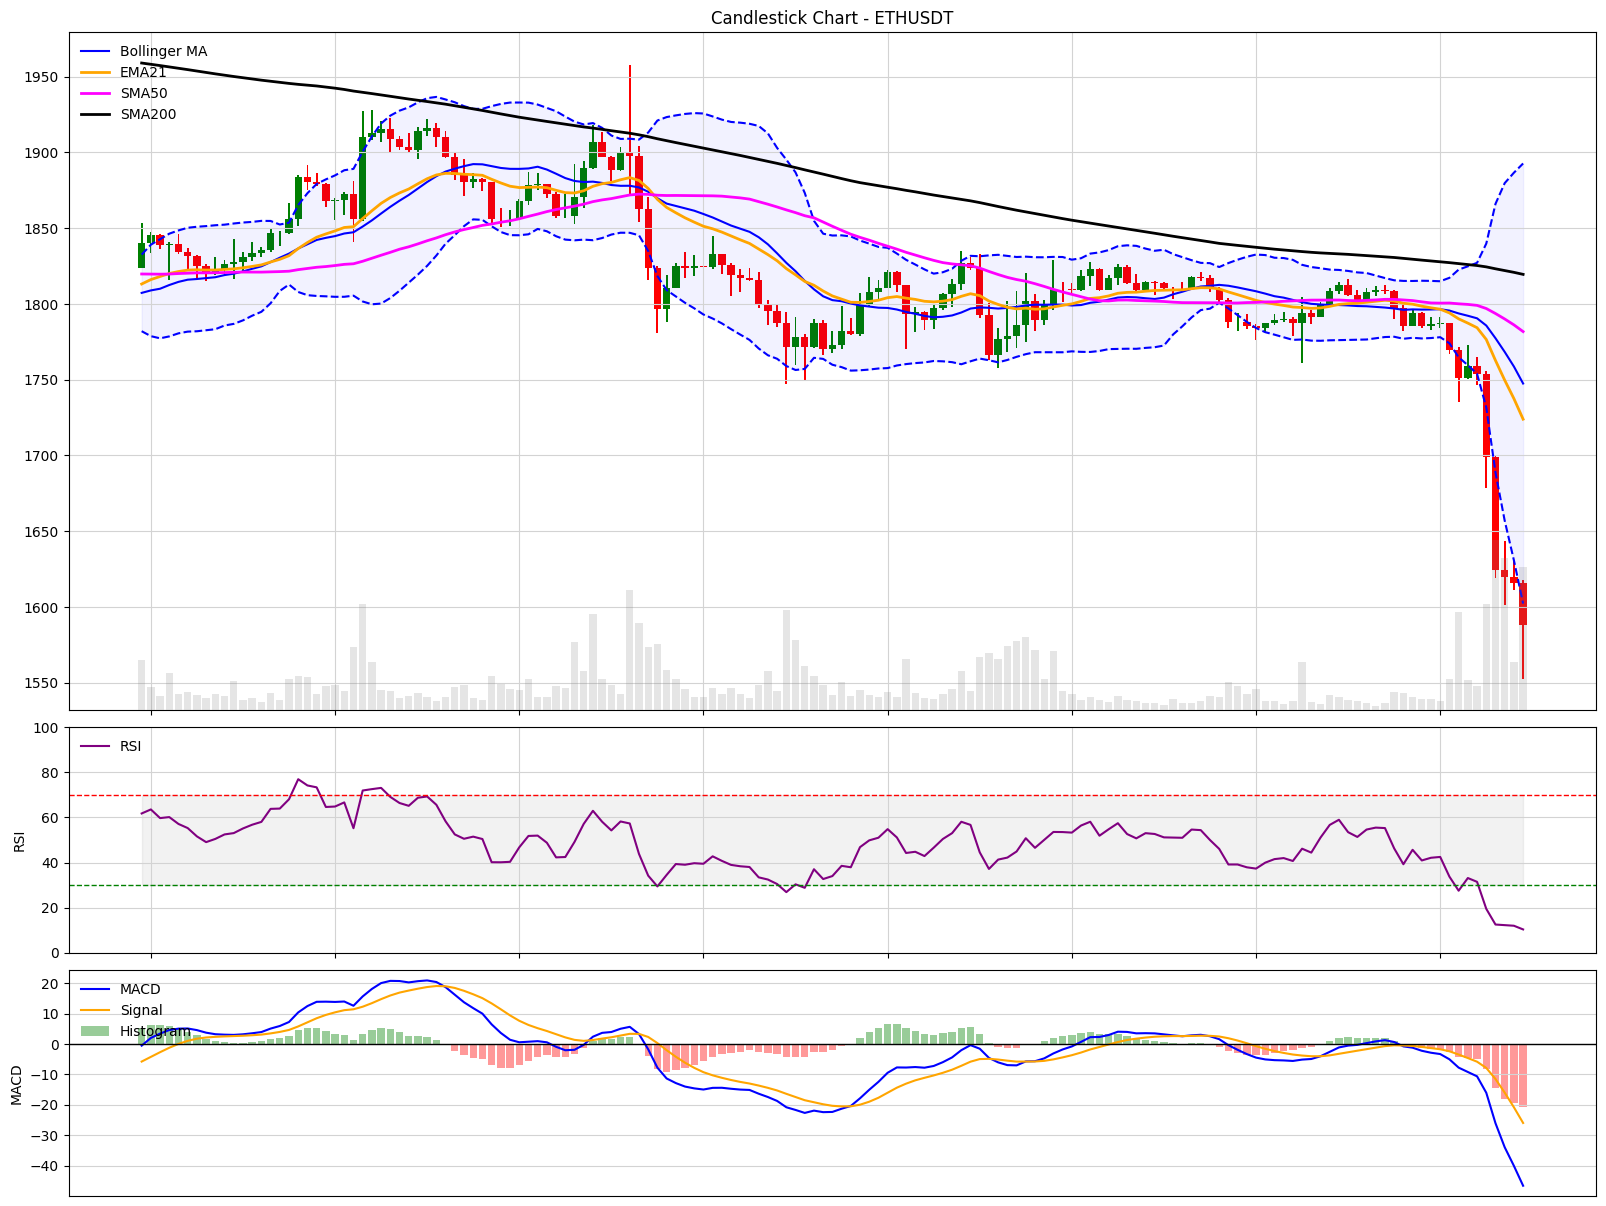 Candlestick Chart - ETHUSDT
Bollinger MA
EMA21
SMA50
SMA200
1950
1900
1850
1800
1750
1700
1650
1600
1550
RSI
100
80
60
40
20
0
RSI
MACD
Signal
Histogram
20
10
0
−10
−20
−30
−40
MACD